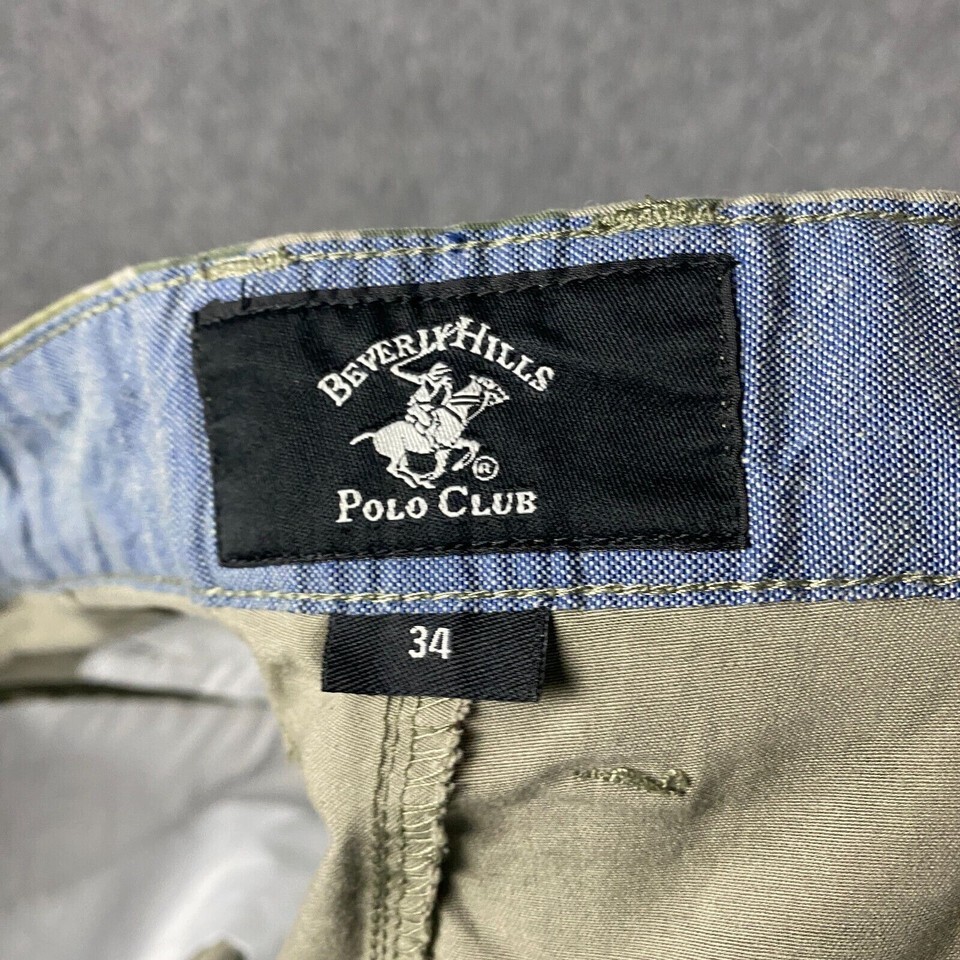 BEVERLY HILLS
®
POLO CLUB
34